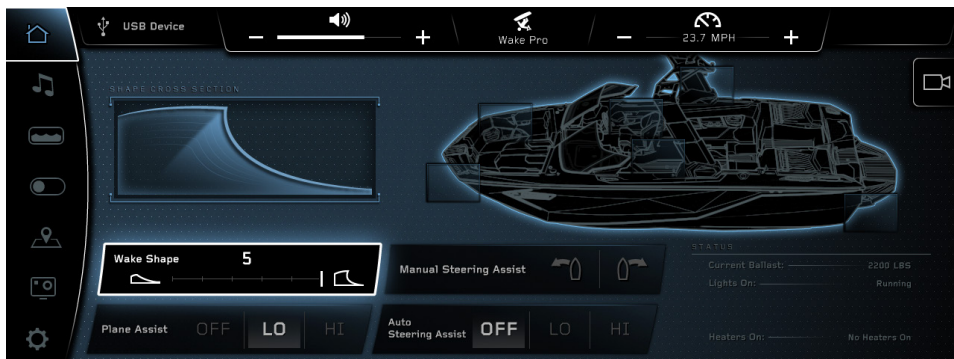 USB Device
Wake Pro
23.7 MPH
SHAPE CROSS SECTION
Wake Shape 5
Manual Steering Assist
STATUS
Current Ballast: 2200 LBS
Lights On: Running
Plane Assist OFF LO HI
Auto
Steering Assist OFF LO HI
Heaters On: No Heaters On